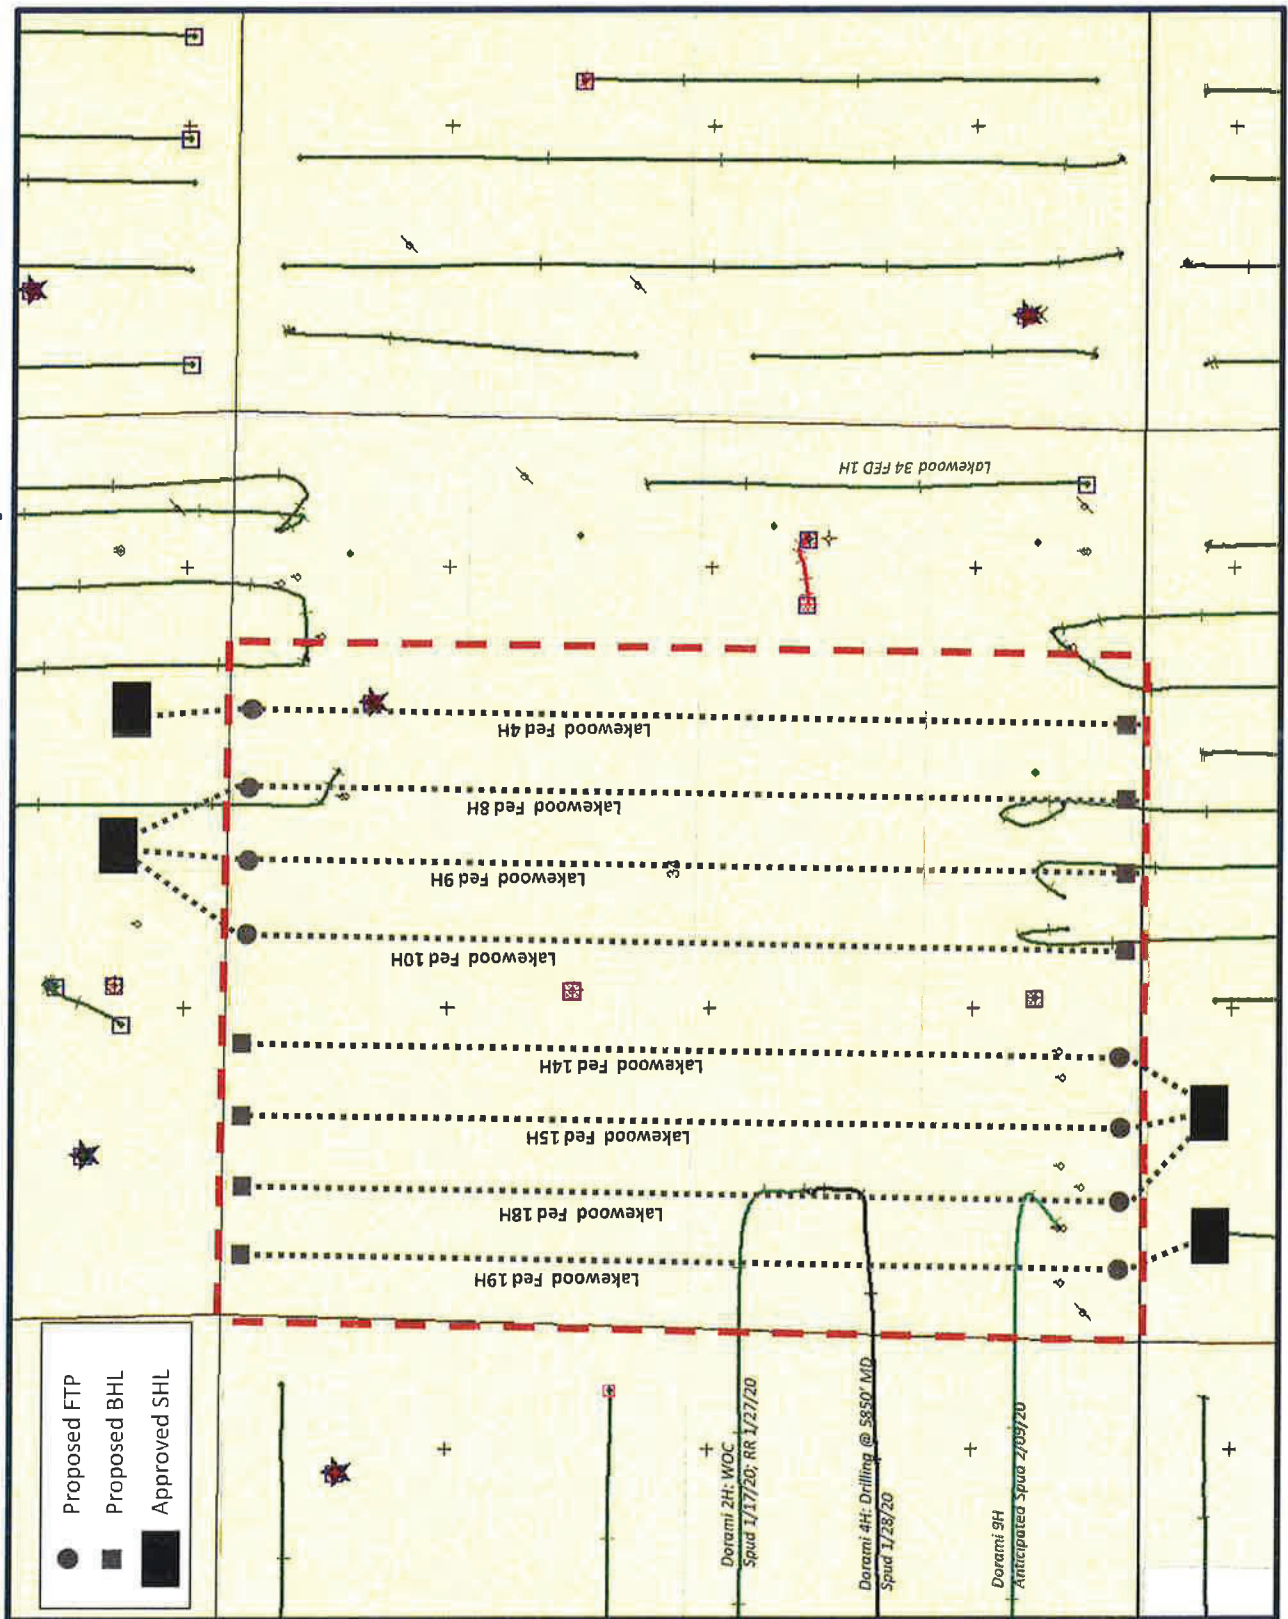 Lakewood 34 FED 1H
Lakewood Fed 4H
Lakewood Fed 8H
Lakewood Fed 9H
34
Lakewood Fed 10H
Lakewood Fed 14H
Lakewood Fed 15H
Lakewood Fed 18H
Lakewood Fed 19H
Proposed FTP
Proposed BHL
Approved SHL
Dorami 2H: WOC
Spud 1/17/20; RR 1/27/20
Dorami 4H: Drilling @ 5850' MD
Spud 1/28/20
Dorami 9H
Anticipated Spud 2/09/20